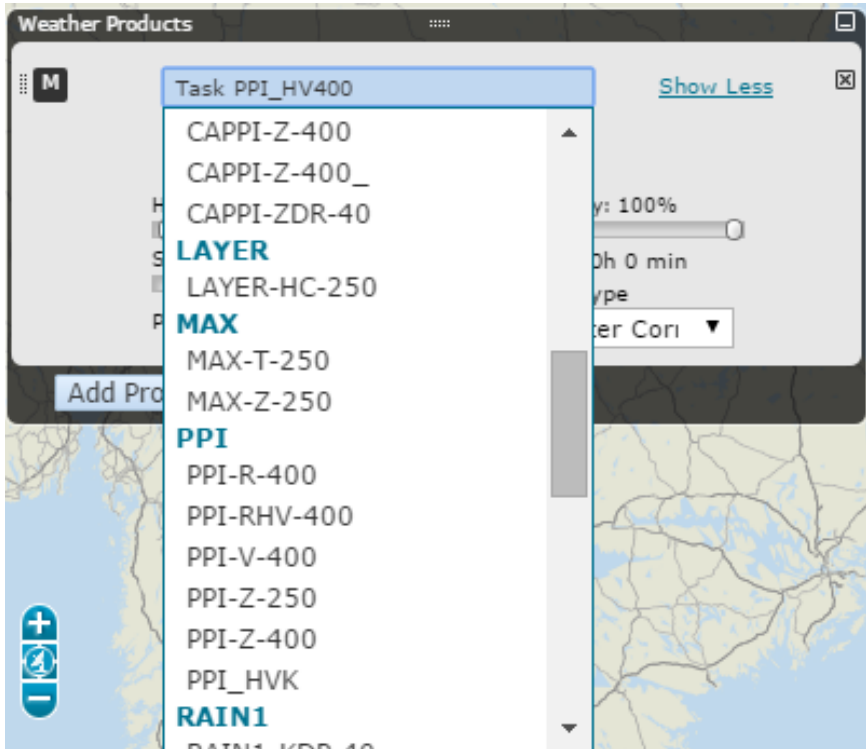 Weather Products
M
Task PPI_HV400
Show Less
CAPPI-Z-400
CAPPI-Z-400_
CAPPI-ZDR-40
y: 100%
0h 0 min
LAYER
LAYER-HC-250
ype
MAX
MAX-T-250
MAX-Z-250
Add Pro
PPI
PPI-R-400
PPI-RHV-400
PPI-V-400
PPI-Z-250
PPI-Z-400
PPI_HVK
RAIN1